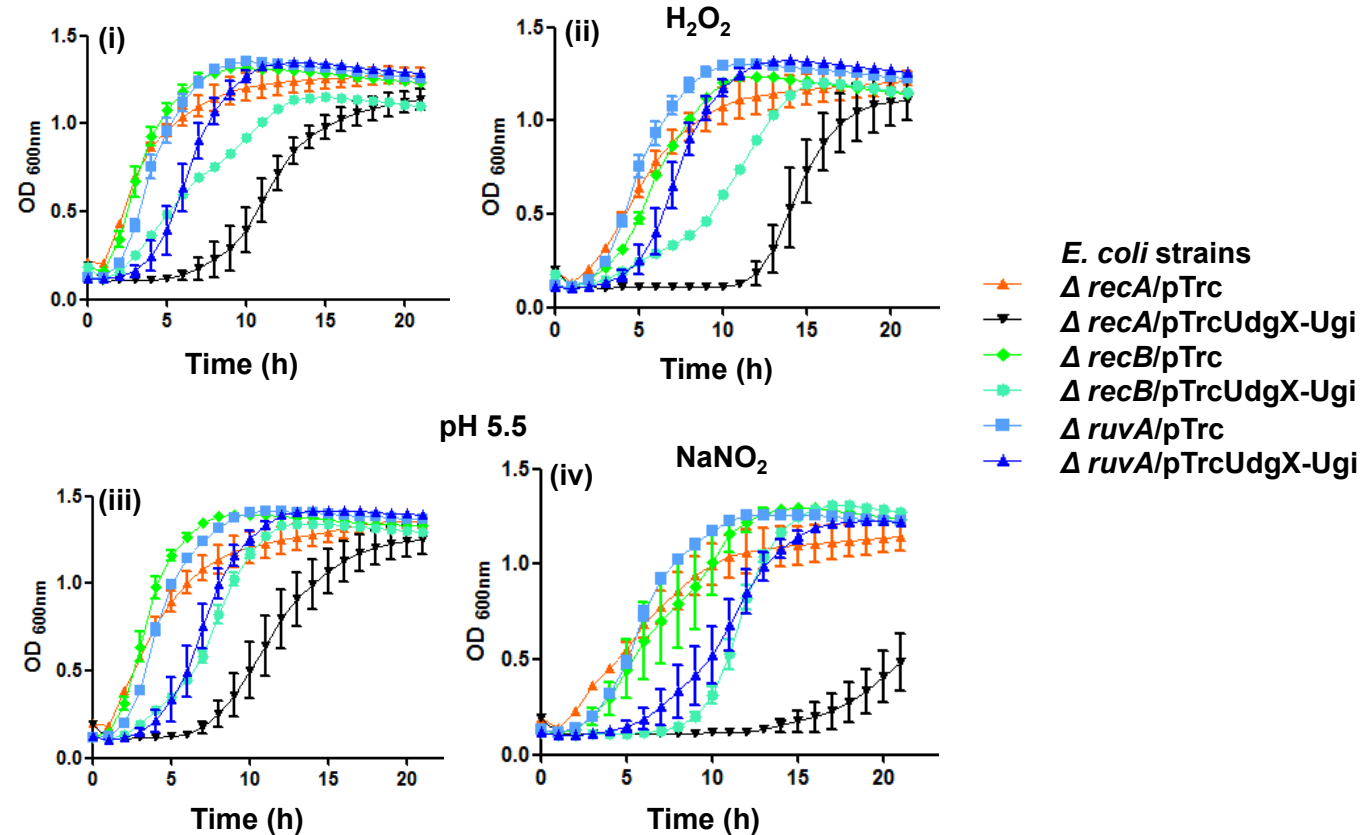 (i)
1.5
1.0
0.5
0.0
OD 600nm
0 5 10 15 20
Time (h)
H₂O₂
(ii)
1.5
1.0
0.5
0.0
OD 600nm
0 5 10 15 20
Time (h)
pH 5.5
(iii)
1.5
1.0
0.5
0.0
OD 600nm
0 5 10 15 20
Time (h)
NaNO₂
(iv)
1.5
1.0
0.5
0.0
OD 600nm
0 5 10 15 20
Time (h)
E. coli strains
Δ recA/pTrc
Δ recA/pTrcUdgX-Ugi
Δ recB/pTrc
Δ recB/pTrcUdgX-Ugi
Δ ruvA/pTrc
Δ ruvA/pTrcUdgX-Ugi